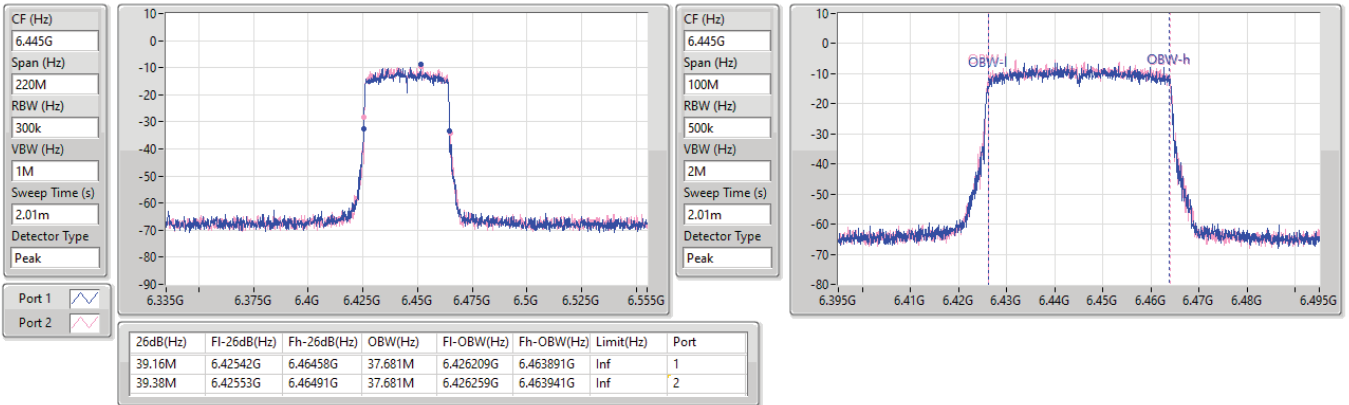 CF (Hz)
6.445G
Span (Hz)
220M
RBW (Hz)
300k
VBW (Hz)
1M
Sweep Time (s)
2.01m
Detector Type
Peak
Port 1
Port 2
10-
0-
-10-
-20-
-30-
-40-
-50-
-60-
-70-
-80-
-90-
6.335G 6.375G 6.4G 6.425G 6.45G 6.475G 6.5G 6.525G 6.555G
CF (Hz)
6.445G
Span (Hz)
100M
RBW (Hz)
500k
VBW (Hz)
2M
Sweep Time (s)
2.01m
Detector Type
Peak
10-
0-
-10-
-20-
-30-
-40-
-50-
-60-
-70-
-80-
OBW-l OBW-h
6.395G 6.41G 6.42G 6.43G 6.44G 6.45G 6.46G 6.47G 6.48G 6.495G
26dB(Hz) Fl-26dB(Hz) Fh-26dB(Hz) OBW(Hz) Fl-OBW(Hz) Fh-OBW(Hz) Limit(Hz) Port
39.16M 6.42542G 6.46458G 37.681M 6.426209G 6.463891G Inf 1
39.38M 6.42553G 6.46491G 37.681M 6.426259G 6.463941G Inf 2